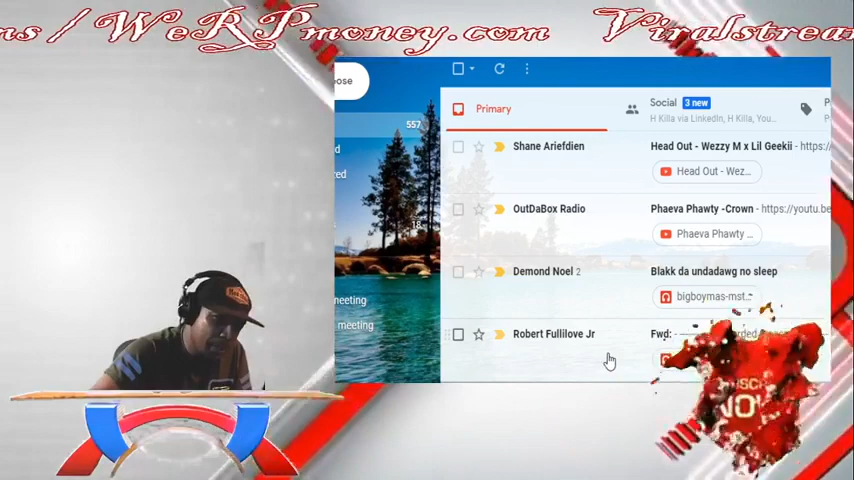 ns / WeRPmoney.com Viralstream
ose
Primary
Social 3 new
H Killa via LinkedIn, H Killa, You...
P
557
Shane Ariefdien
Head Out - Wezzy M x Lil Geekii - https:/
Head Out - Wez...
OutDaBox Radio
Phaeva Phawty -Crown - https://youtu.be
Phaeva Phawty ...
18
Demond Noel 2
Blakk da undadawg no sleep
bigboymas-mst...
meeting
meeting
Robert Fullilove Jr
Fwd: